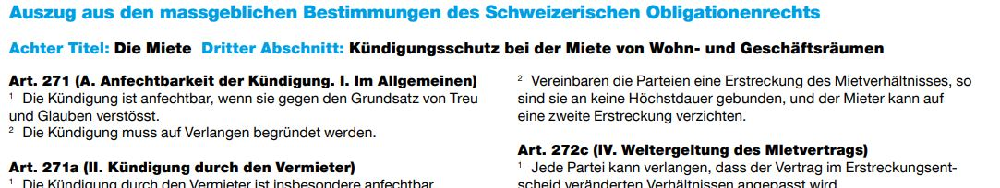 Auszug aus den massgeblichen Bestimmungen des Schweizerischen Obligationenrechts
Achter Titel: Die Miete Dritter Abschnitt: Kündigungsschutz bei der Miete von Wohn- und Geschäftsräumen
Art. 271 (A. Anfechtbarkeit der Kündigung. I. Im Allgemeinen)
1 Die Kündigung ist anfechtbar, wenn sie gegen den Grundsatz von Treu
und Glauben verstösst.
2 Die Kündigung muss auf Verlangen begründet werden.
Art. 271a (II. Kündigung durch den Vermieter)
1 Die Kündigung durch den Vermieter ist insbesondere anfechtbar,
2 Vereinbaren die Parteien eine Erstreckung des Mietverhältnisses, so
sind sie an keine Höchstdauer gebunden, und der Mieter kann auf
eine zweite Erstreckung verzichten.
Art. 272c (IV. Weitergeltung des Mietvertrags)
1 Jede Partei kann verlangen, dass der Vertrag im Erstreckungsent-
scheid veränderten Verhältnissen angepasst wird.